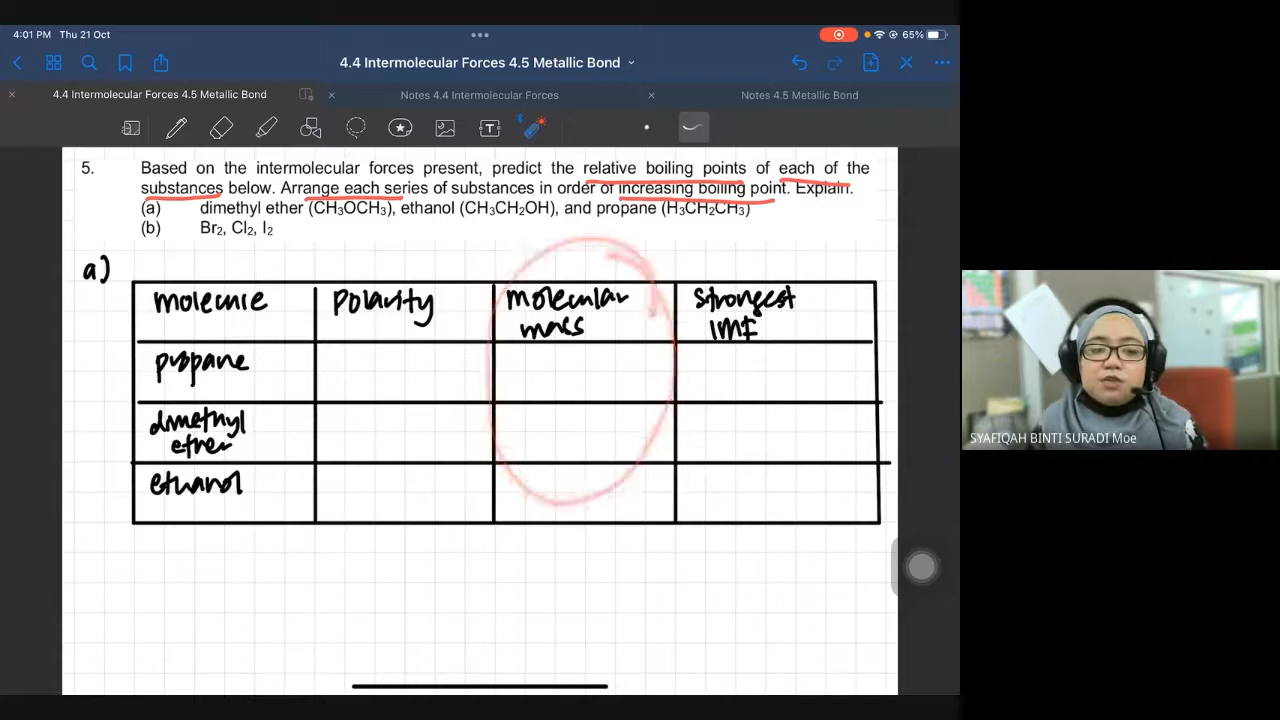 4:01 PM Thu 21 Oct
65%
4.4 Intermolecular Forces 4.5 Metallic Bond
4.4 Intermolecular Forces 4.5 Metallic Bond
Notes 4.4 Intermolecular Forces
Notes 4.5 Metallic Bond
5. Based on the intermolecular forces present, predict the relative boiling points of each of the
substances below. Arrange each series of substances in order of increasing boiling point. Explain.
(a) dimethyl ether (CH₃OCH₃), ethanol (CH₃CH₂OH), and propane (H₃CH₂CH₃)
(b) Br₂, Cl₂, I₂
a)
molecule
polarity
molecular
mass
strongest
IMF
propane
dimethyl
ether
ethanol
SYAFIQAH BINTI SURADI Moe